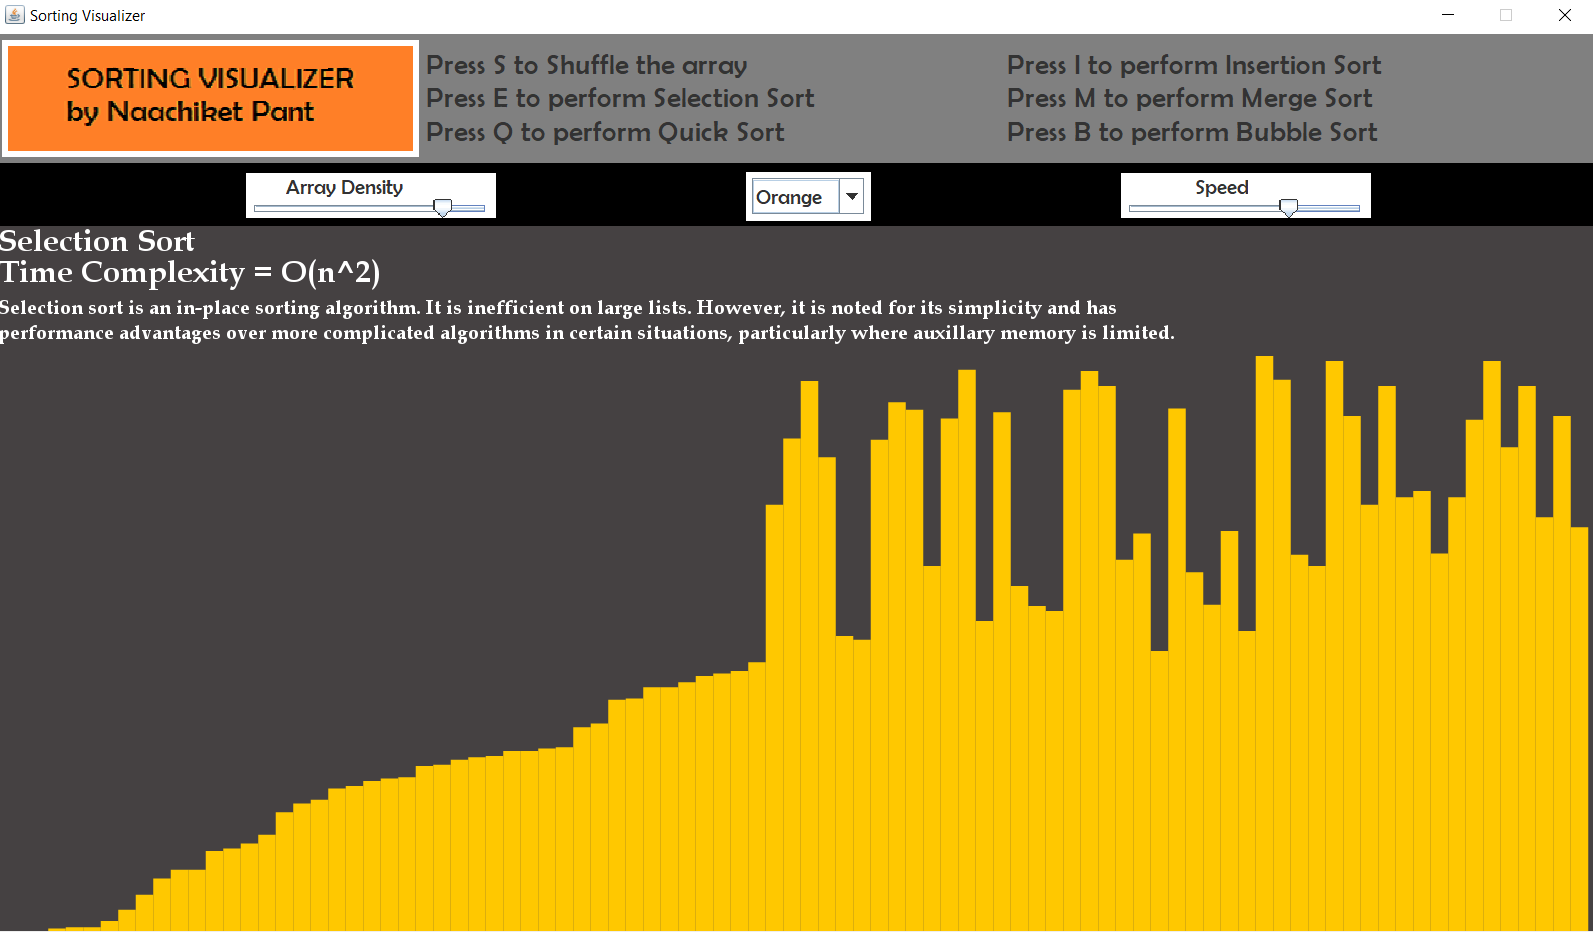 Sorting Visualizer
SORTING VISUALIZER
by Naachiket Pant
Press S to Shuffle the array
Press E to perform Selection Sort
Press Q to perform Quick Sort
Press I to perform Insertion Sort
Press M to perform Merge Sort
Press B to perform Bubble Sort
Array Density
Orange
Speed
Selection Sort
Time Complexity = O(n^2)
Selection sort is an in-place sorting algorithm. It is inefficient on large lists. However, it is noted for its simplicity and has
performance advantages over more complicated algorithms in certain situations, particularly where auxillary memory is limited.